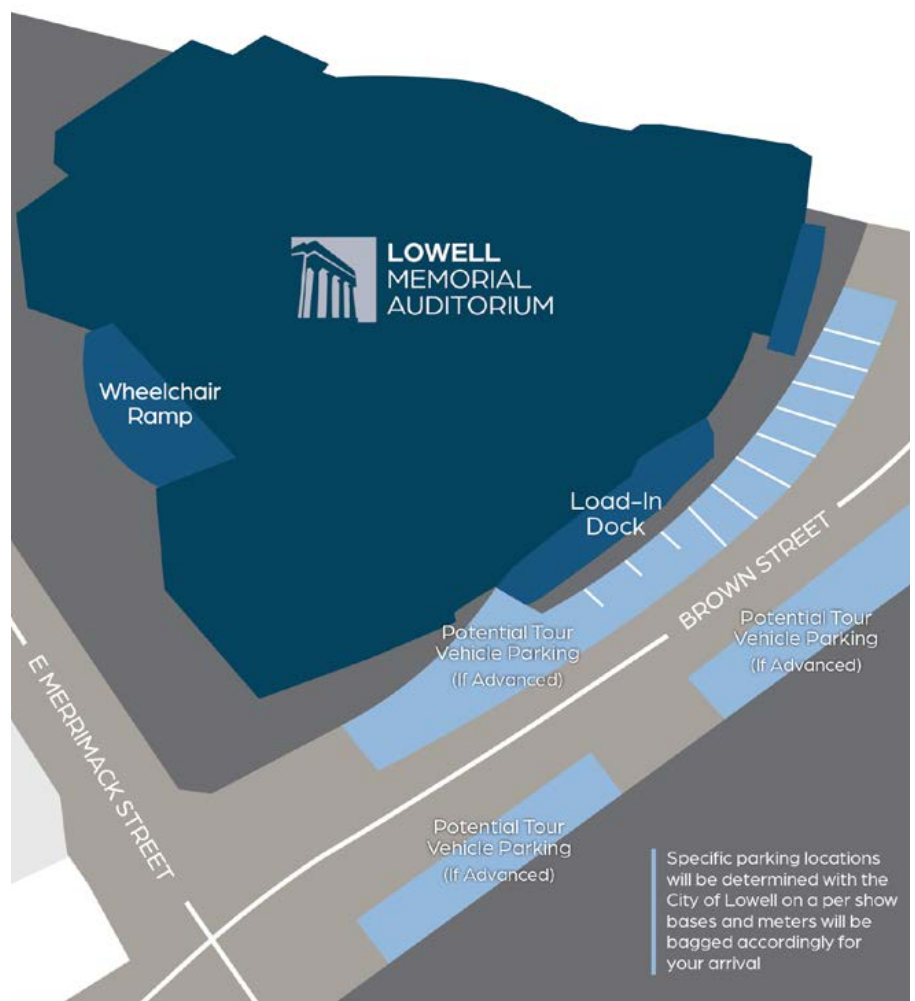 LOWELL
MEMORIAL
AUDITORIUM
Wheelchair
Ramp
Load-In
Dock
BROWN STREET
Potential Tour
Vehicle Parking
(If Advanced)
Potential Tour
Vehicle Parking
(If Advanced)
E MERRIMACK STREET
Potential Tour
Vehicle Parking
(If Advanced)
Specific parking locations
will be determined with the
City of Lowell on a per show
bases and meters will be
bagged accordingly for
your arrival